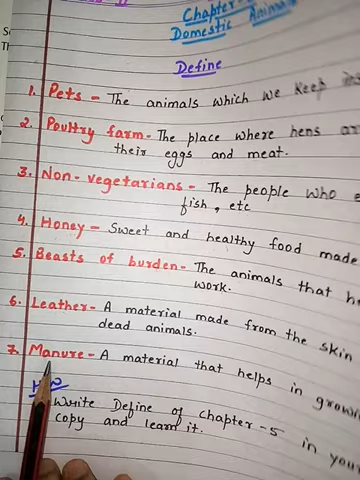 Chapter-
Domestic Animals
Define
1. Pets - The animals which we keep
2. Poultry farm - The place where hens
their eggs and meat.
3. Non-vegetarians - The people who
fish, etc
4. Honey - Sweet and healthy food made
5. Beasts of burden - The animals that
work.
6. Leather - A material made from the skin
dead animals.
7. Manure - A material that helps in
H.W
Write Define of Chapter-5 in
copy and learn it.